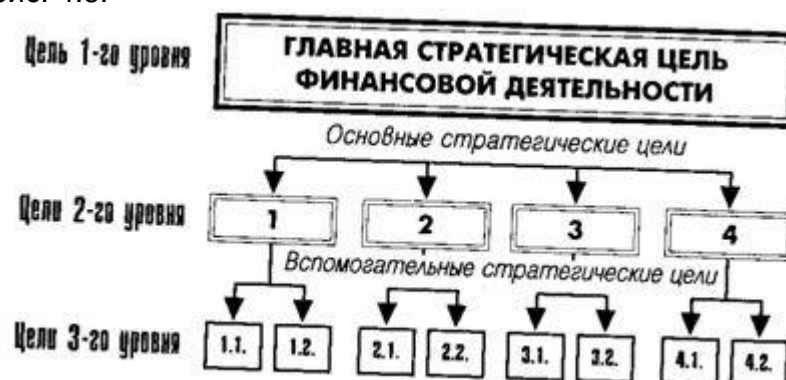 Цель 1-го уровня
ГЛАВНАЯ СТРАТЕГИЧЕСКАЯ ЦЕЛЬ
ФИНАНСОВОЙ ДЕЯТЕЛЬНОСТИ
Основные стратегические цели
Цели 2-го уровня
1 2 3 4
Вспомогательные стратегические цели
Цели 3-го уровня
1.1. 1.2. 2.1. 2.2. 3.1. 3.2. 4.1. 4.2.